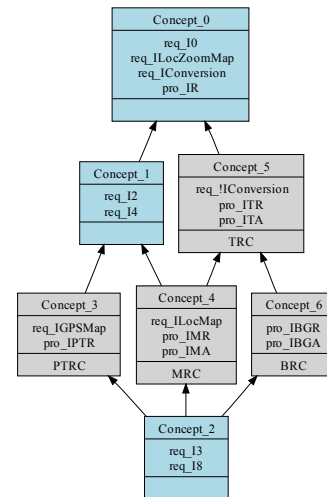 Concept_0
req_I0
req_ILocZoomMap
req_IConversion
pro_IR
Concept_5
req_!IConversion
pro_ITR
pro_ITA
TRC
Concept_1
req_I2
req_I4
Concept_3
req_IGPSMap
pro_IPTR
PTRC
Concept_4
req_ILocMap
pro_IMR
pro_IMA
MRC
Concept_6
pro_IBGR
pro_IBGA
BRC
Concept_2
req_I3
req_I8